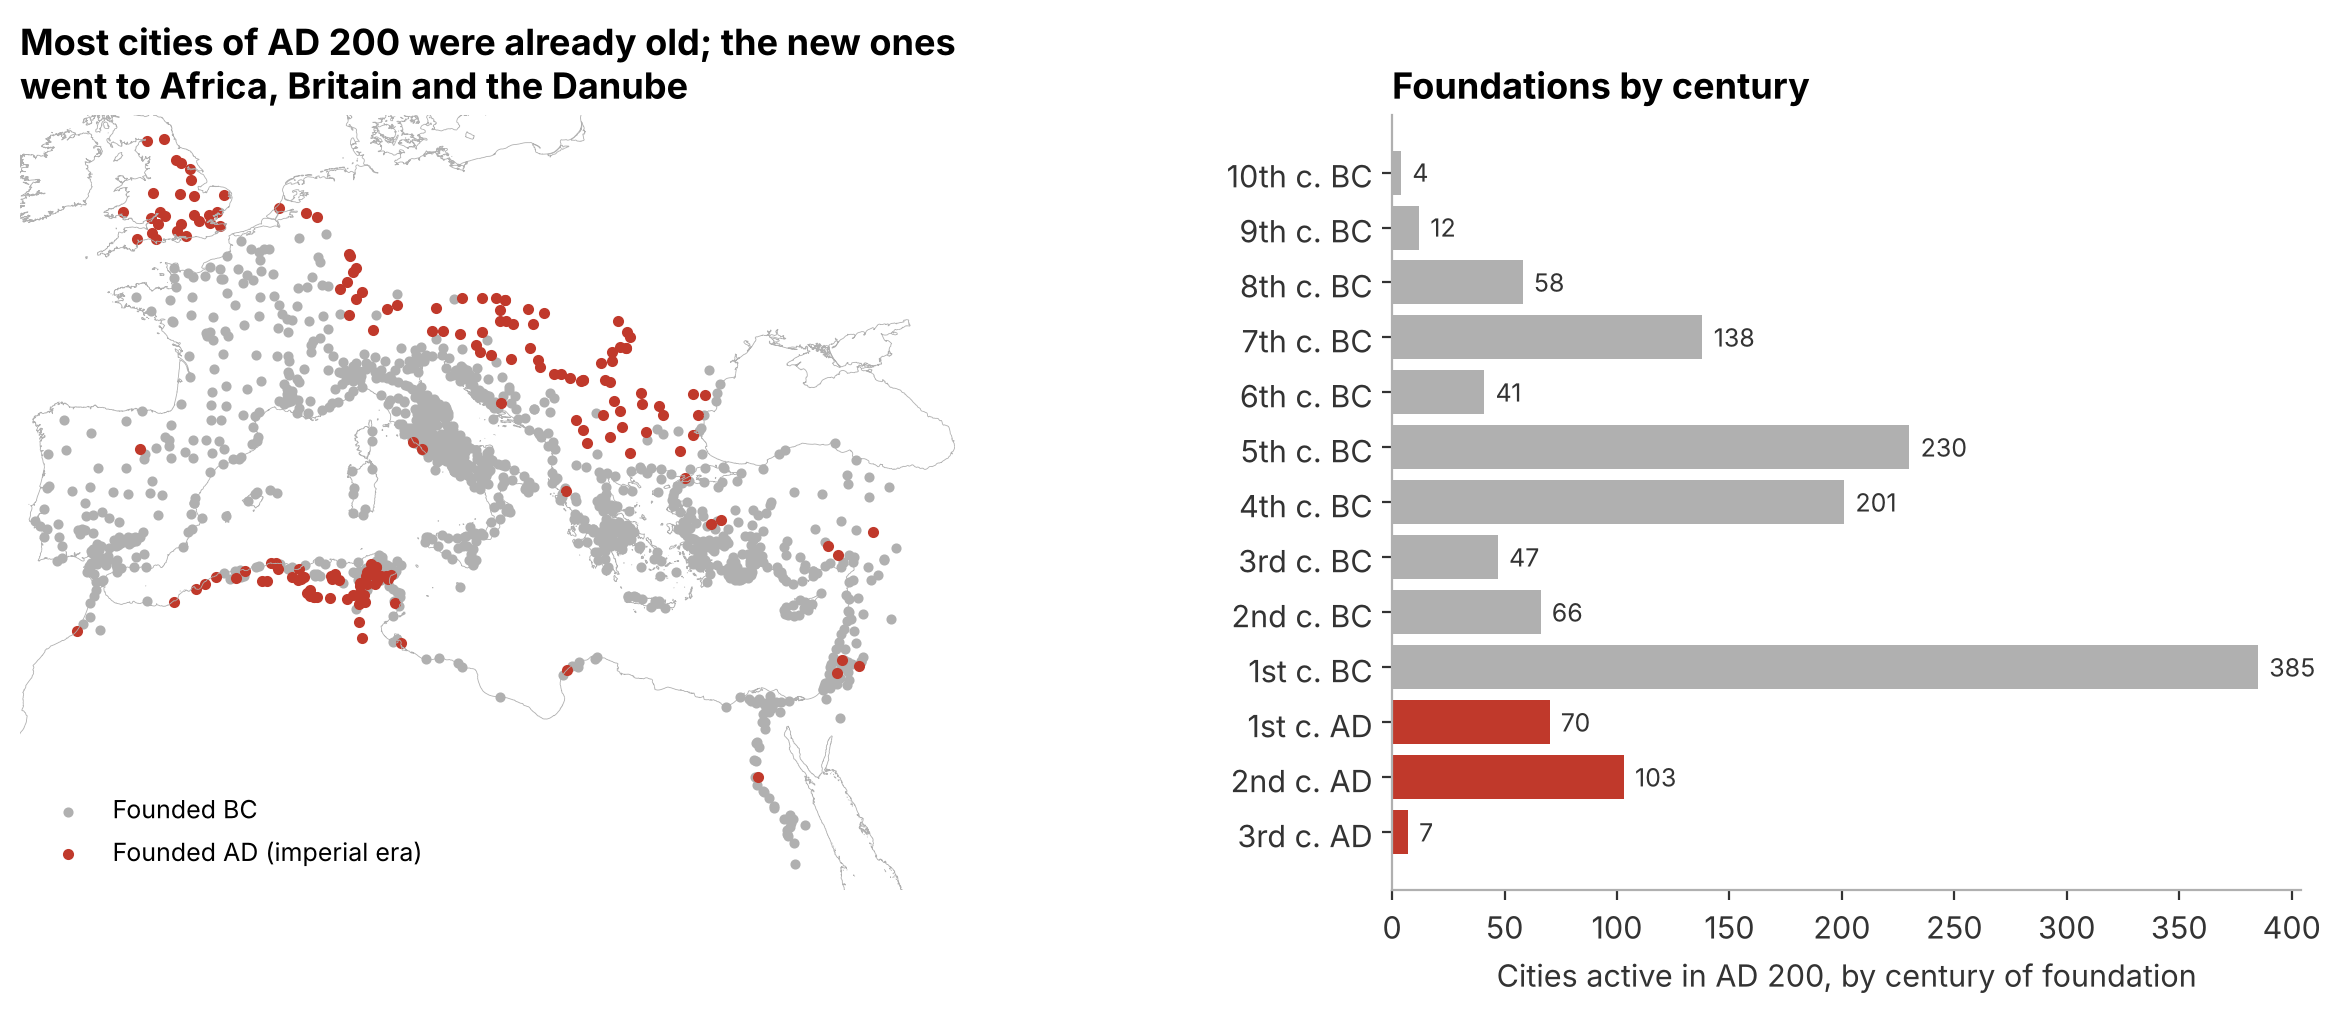 Most cities of AD 200 were already old; the new ones
went to Africa, Britain and the Danube
Founded BC
Founded AD (imperial era)
Foundations by century
10th c. BC 4
9th c. BC 12
8th c. BC 58
7th c. BC 138
6th c. BC 41
5th c. BC 230
4th c. BC 201
3rd c. BC 47
2nd c. BC 66
1st c. BC 385
1st c. AD 70
2nd c. AD 103
3rd c. AD 7
0 50 100 150 200 250 300 350 400
Cities active in AD 200, by century of foundation